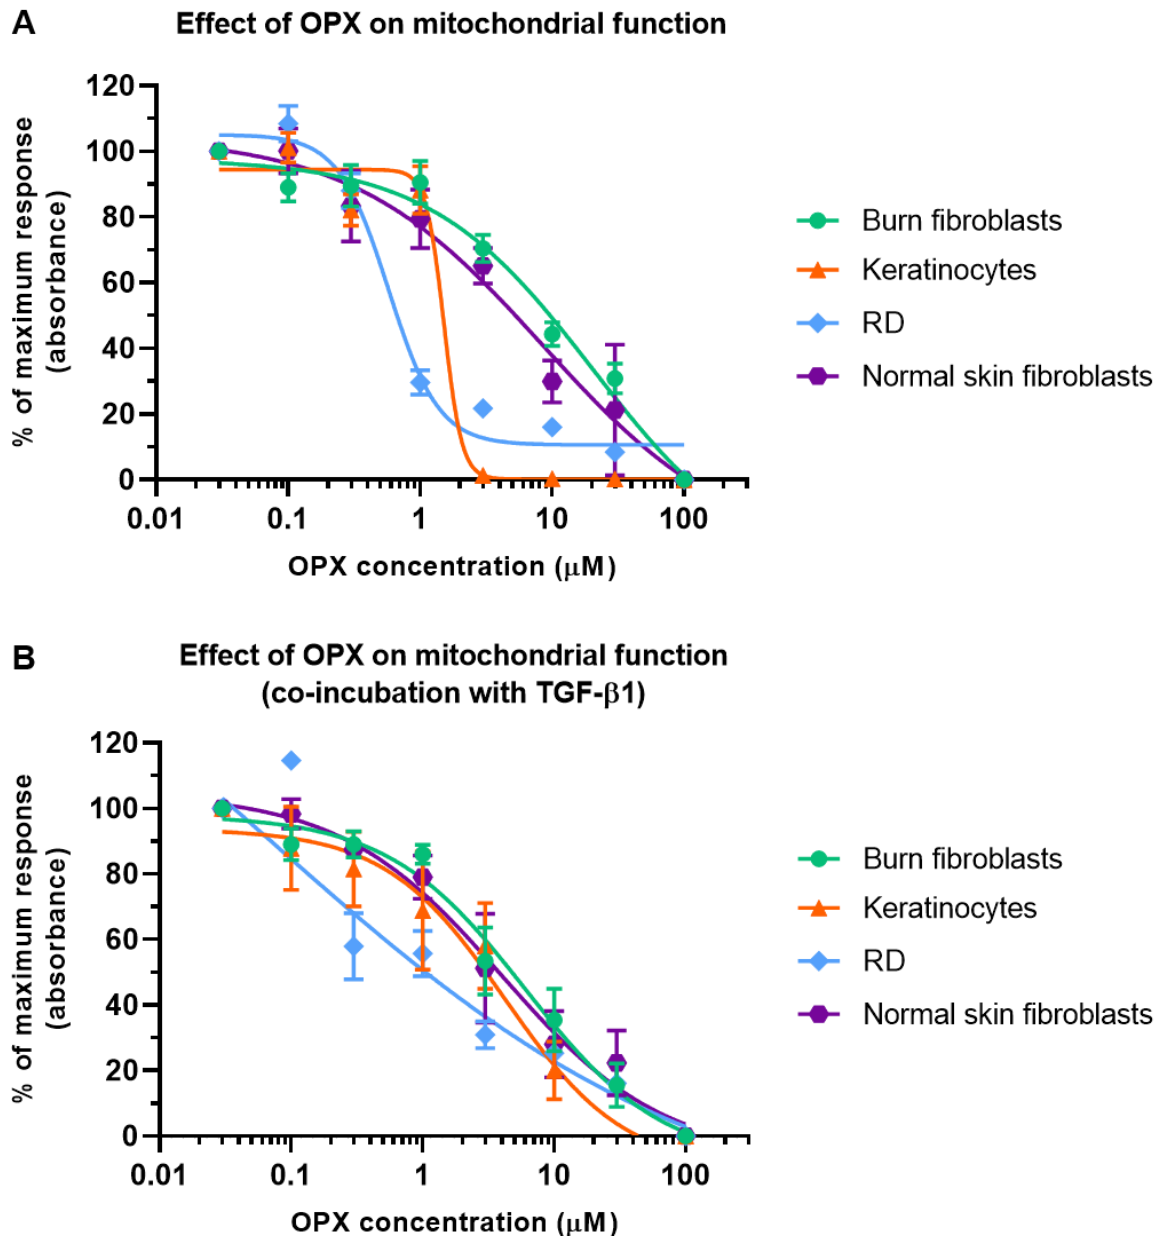 A
Effect of OPX on mitochondrial function
120
100
80
60
40
20
0
% of maximum response
(absorbance)
0.01 0.1 1 10 100
OPX concentration (μM)
Burn fibroblasts
Keratinocytes
RD
Normal skin fibroblasts
B
Effect of OPX on mitochondrial function
(co-incubation with TGF-β1)
120
100
80
60
40
20
0
% of maximum response
(absorbance)
0.01 0.1 1 10 100
OPX concentration (μM)
Burn fibroblasts
Keratinocytes
RD
Normal skin fibroblasts